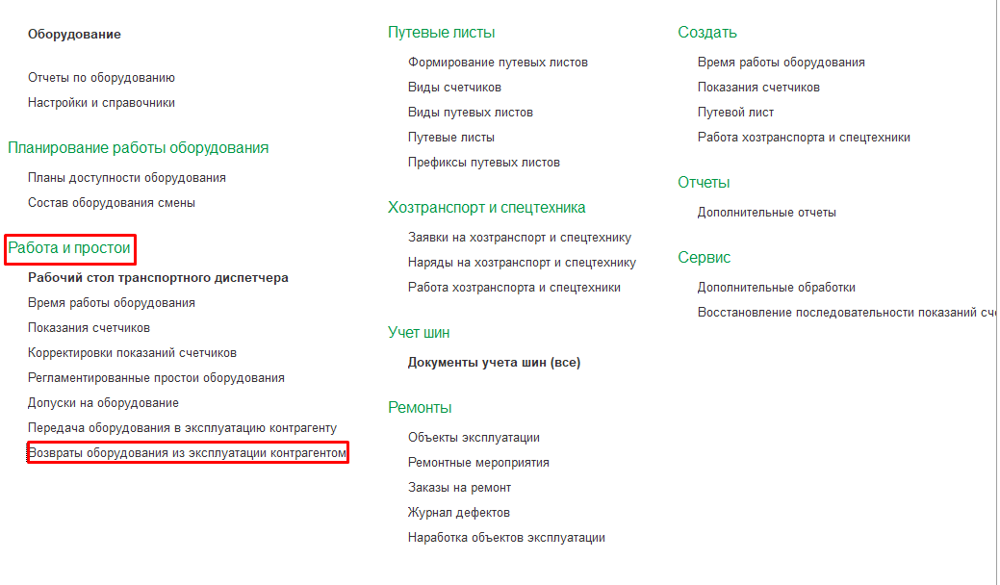 Оборудование
Отчеты по оборудованию
Настройки и справочники
Планирование работы оборудования
Планы доступности оборудования
Состав оборудования смены
Работа и простои
Рабочий стол транспортного диспетчера
Время работы оборудования
Показания счетчиков
Корректировки показаний счетчиков
Регламентированные простои оборудования
Допуски на оборудование
Передача оборудования в эксплуатацию контрагенту
Возвраты оборудования из эксплуатации контрагентом
Путевые листы
Формирование путевых листов
Виды счетчиков
Виды путевых листов
Путевые листы
Префиксы путевых листов
Хозтранспорт и спецтехника
Заявки на хозтранспорт и спецтехнику
Наряды на хозтранспорт и спецтехнику
Работа хозтранспорта и спецтехники
Учет шин
Документы учета шин (все)
Ремонты
Объекты эксплуатации
Ремонтные мероприятия
Заказы на ремонт
Журнал дефектов
Наработка объектов эксплуатации
Создать
Время работы оборудования
Показания счетчиков
Путевой лист
Работа хозтранспорта и спецтехники
Отчеты
Дополнительные отчеты
Сервис
Дополнительные обработки
Восстановление последовательности показаний сч